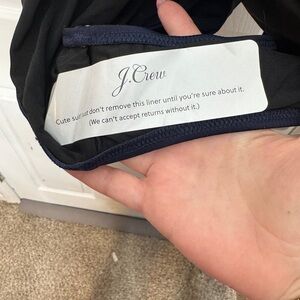 J.Crew
Cute suit! Just don't remove this liner until you're sure about it.
(We can't accept returns without it.)